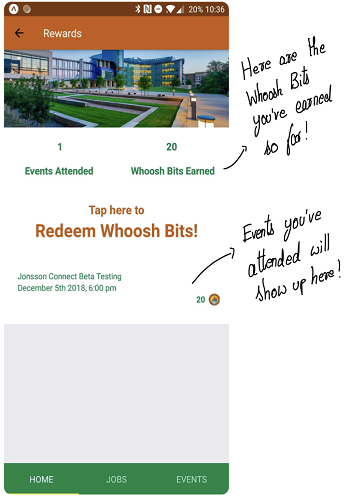 20% 10:36
Rewards
1
20
Events Attended
Whoosh Bits Earned
Tap here to
Redeem Whoosh Bits!
Jonsson Connect Beta Testing
December 5th 2018, 6:00 pm
20
HOME
JOBS
EVENTS
Here are the
Whoosh Bits
you've earned
so far!
Events you've
attended will
show up here!